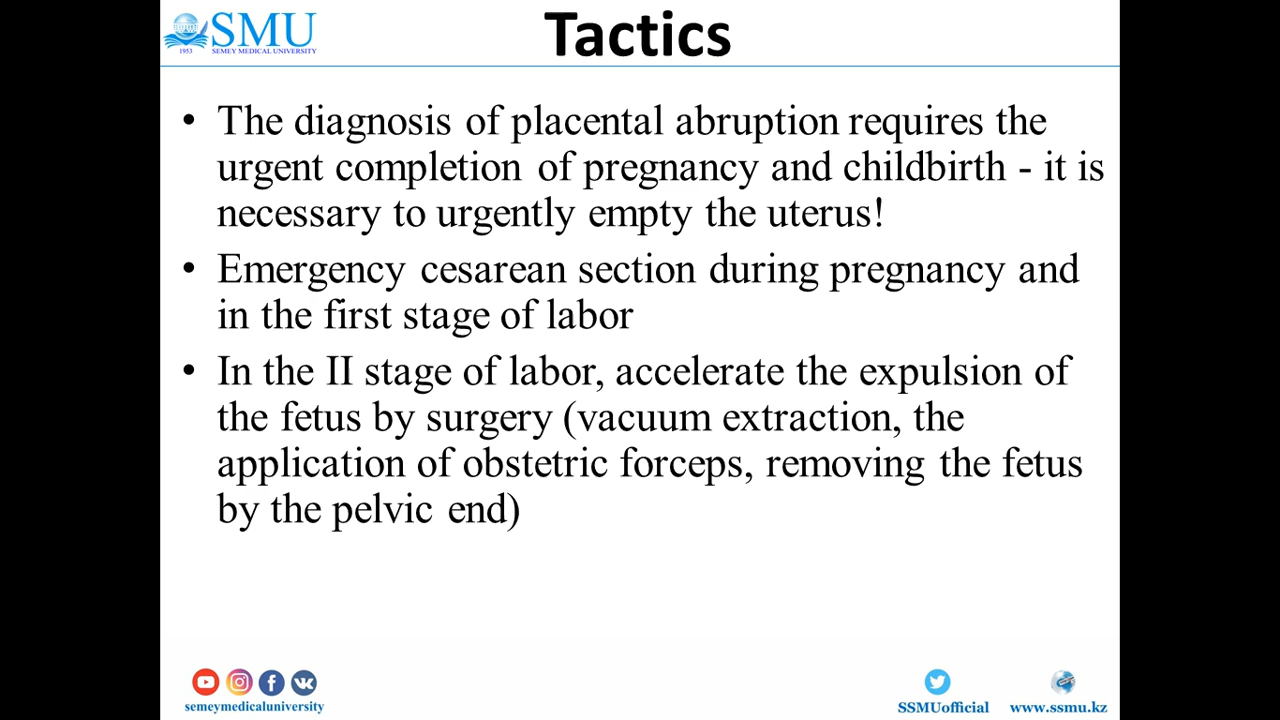 SMU
1953 SEMEY MEDICAL UNIVERSITY
Tactics
• The diagnosis of placental abruption requires the
urgent completion of pregnancy and childbirth - it is
necessary to urgently empty the uterus!
• Emergency cesarean section during pregnancy and
in the first stage of labor
• In the II stage of labor, accelerate the expulsion of
the fetus by surgery (vacuum extraction, the
application of obstetric forceps, removing the fetus
by the pelvic end)
semeymedicaluniversity
SSMUofficial
www.ssmu.kz